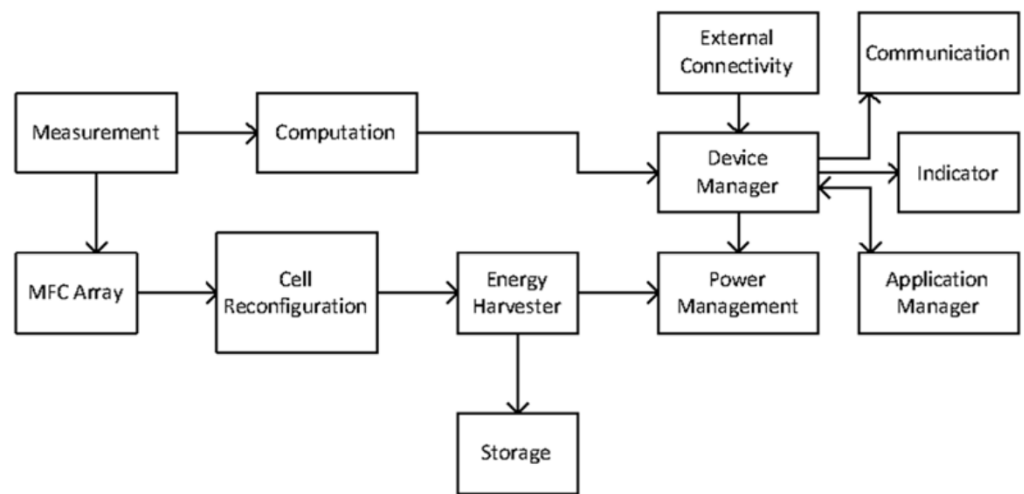 External
Connectivity
Communication
Measurement
Computation
Device
Manager
Indicator
MFC Array
Cell
Reconfiguration
Energy
Harvester
Power
Management
Application
Manager
Storage